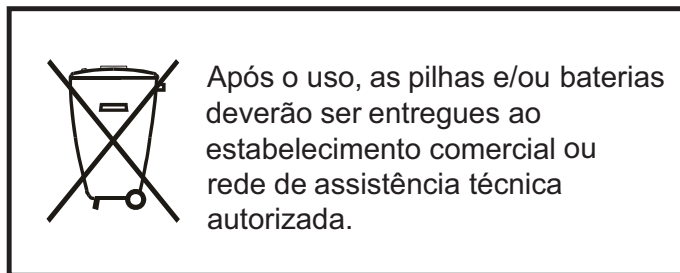 Após o uso, as pilhas e/ou baterias
deverão ser entregues ao
estabelecimento comercial ou
rede de assistência técnica
autorizada.